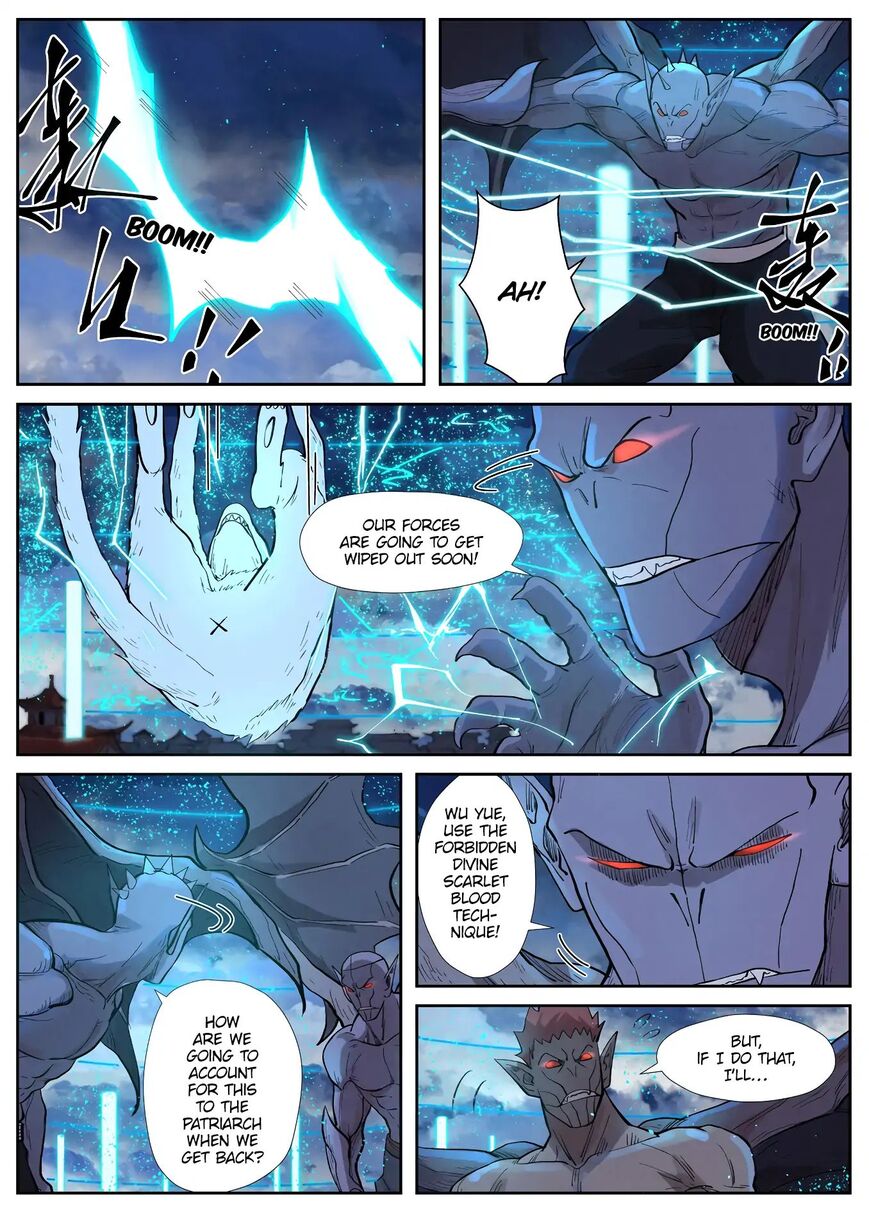 轰
BOOM!!
轰
BOOM!!
AH!
OUR FORCES
ARE GOING TO GET
WIPED OUT SOON!
WU YUE,
USE THE
FORBIDDEN
DIVINE
SCARLET
BLOOD
TECH-
NIQUE!
HOW
ARE WE
GOING TO
ACCOUNT
FOR THIS
TO THE
PATRIARCH
WHEN WE
GET BACK?
BUT,
IF I DO THAT,
I'LL...